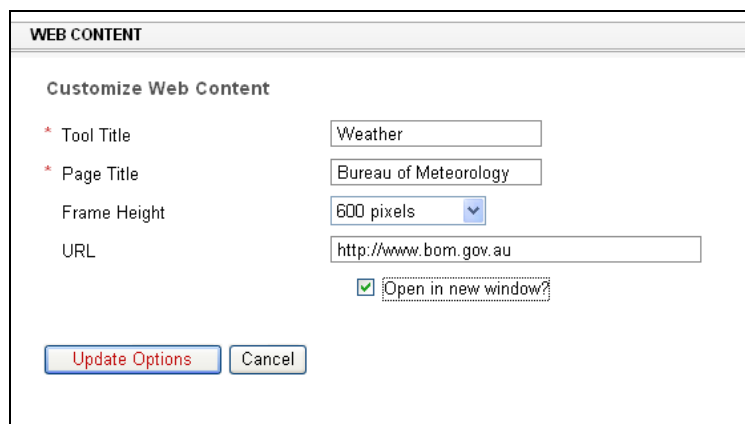 WEB CONTENT
Customize Web Content
* Tool Title Weather
* Page Title Bureau of Meteorology
Frame Height 600 pixels
URL http://www.bom.gov.au
Open in new window?
Update Options Cancel